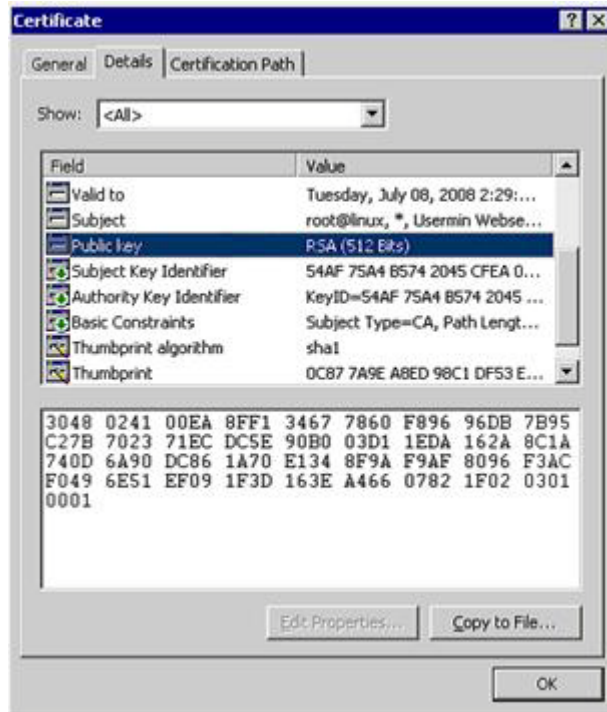 Certificate
General Details Certification Path
Show: <All>
Field Value
Valid to Tuesday, July 08, 2008 2:29:...
Subject root@linux, *, Usermin Webse...
Public key RSA (512 Bits)
Subject Key Identifier 54AF 75A4 B574 2045 CFEA 0...
Authority Key Identifier KeyID=54AF 75A4 B574 2045 ...
Basic Constraints Subject Type=CA, Path Lengt...
Thumbprint algorithm sha1
Thumbprint 0C87 7A9E A8ED 98C1 DF53 E...
3048 0241 00EA 8FF1 3467 7860 F896 96DB 7B95
C27B 7023 71EC DC5E 90B0 03D1 1EDA 162A 8C1A
740D 6A90 DC86 1A70 E134 8F9A F9AF 8096 F3AC
F049 6E51 EF09 1F3D 163E A466 0782 1F02 0301
0001
Edit Properties... Copy to File...
OK